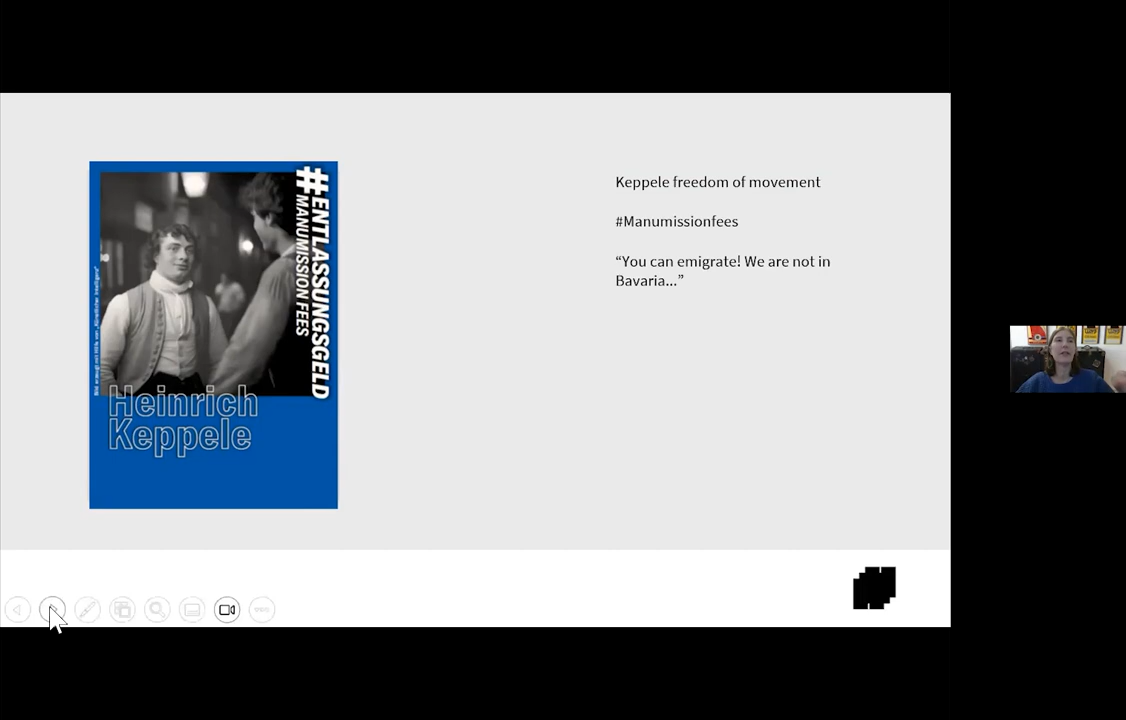 #ENTLASSUNGSGELD
MANUMISSION FEES
Heinrich
Keppele
Keppele freedom of movement
#Manumissionfees
“You can emigrate! We are not in
Bavaria...”